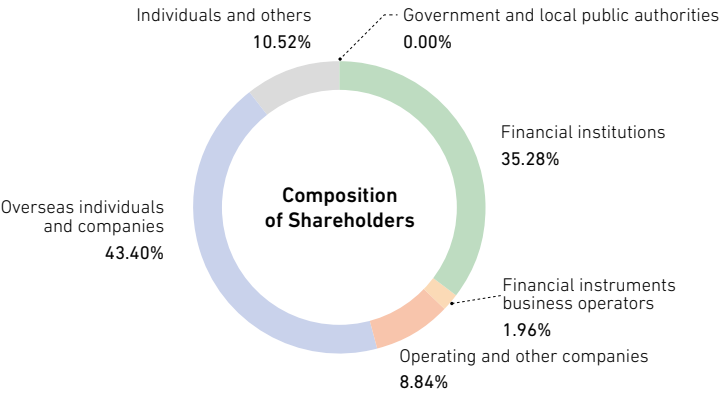 Individuals and others
10.52%
Government and local public authorities
0.00%
Financial institutions
35.28%
Composition
of Shareholders
Overseas individuals
and companies
43.40%
Financial instruments
business operators
1.96%
Operating and other companies
8.84%